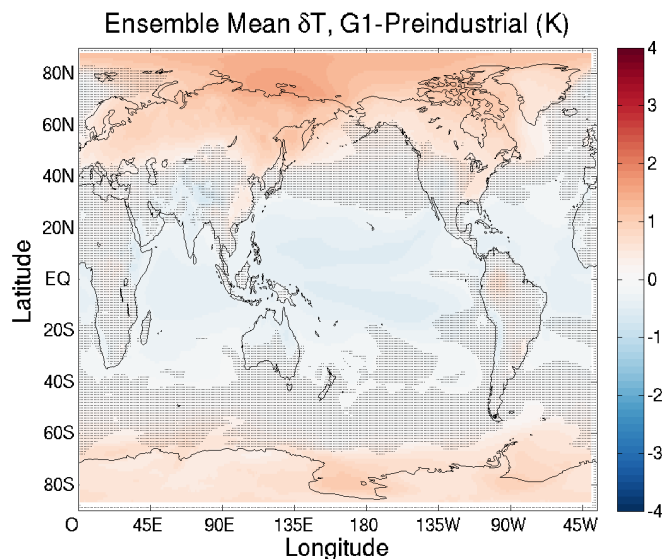 Ensemble Mean δT, G1-Preindustrial (K)
80N
60N
40N
20N
EQ
20S
40S
60S
80S
Latitude
O
45E
90E
135E
180
135W
90W
45W
Longitude
4
3
2
1
0
-1
-2
-3
-4